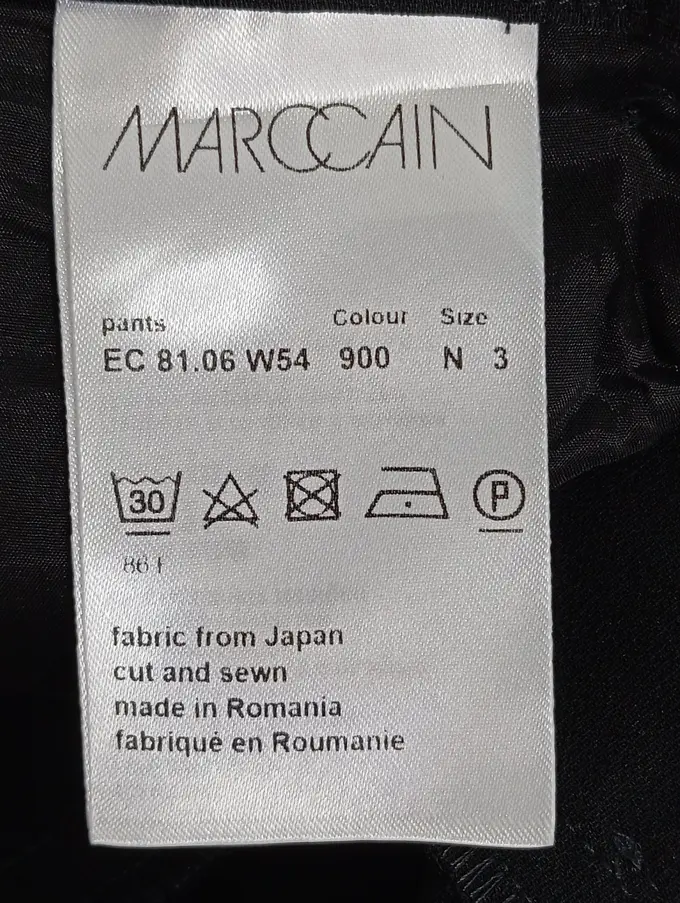 MARCCAIN
pants Colour Size
EC 81.06 W54 900 N 3
30 P
fabric from Japan
cut and sewn
made in Romania
fabriqué en Roumanie